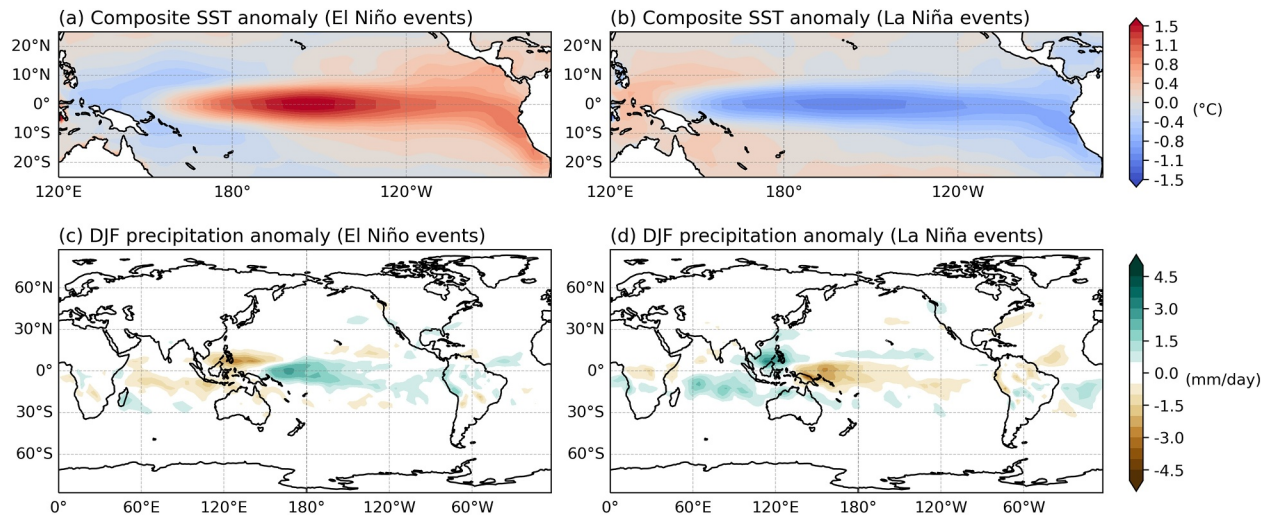 (a) Composite SST anomaly (El Niño events)
(b) Composite SST anomaly (La Niña events)
20°N
10°N
0°
10°S
20°S
120°E
180°
120°W
20°N
10°N
0°
10°S
20°S
120°E
180°
120°W
1.5
1.1
0.8
0.4
0.0
-0.4
-0.8
-1.1
-1.5
(°C)
(c) DJF precipitation anomaly (El Niño events)
(d) DJF precipitation anomaly (La Niña events)
60°N
30°N
0°
30°S
60°S
0°
60°E
120°E
180°
120°W
60°W
60°N
30°N
0°
30°S
60°S
0°
60°E
120°E
180°
120°W
60°W
4.5
3.0
1.5
0.0
-1.5
-3.0
-4.5
(mm/day)